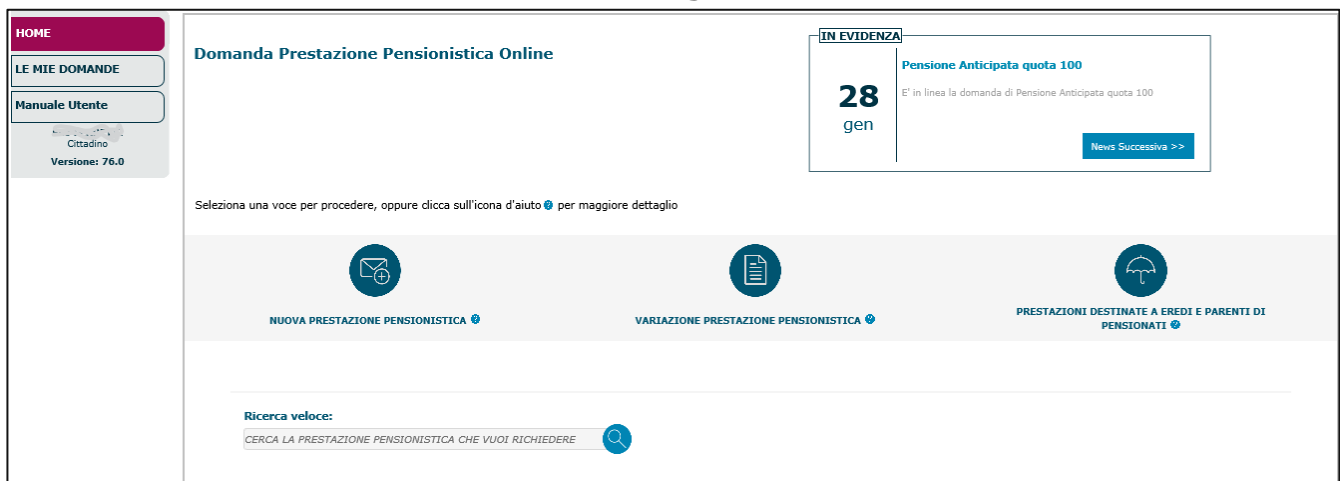 HOME
LE MIE DOMANDE
Manuale Utente
Cittadino
Versione: 76.0
Domanda Prestazione Pensionistica Online
IN EVIDENZA
28
gen
Pensione Anticipata quota 100
E' in linea la domanda di Pensione Anticipata quota 100
News Successiva >>
Seleziona una voce per procedere, oppure clicca sull'icona d'aiuto ? per maggiore dettaglio
NUOVA PRESTAZIONE PENSIONISTICA ?
VARIAZIONE PRESTAZIONE PENSIONISTICA ?
PRESTAZIONI DESTINATE A EREDI E PARENTI DI
PENSIONATI ?
Ricerca veloce:
CERCA LA PRESTAZIONE PENSIONISTICA CHE VUOI RICHIEDERE